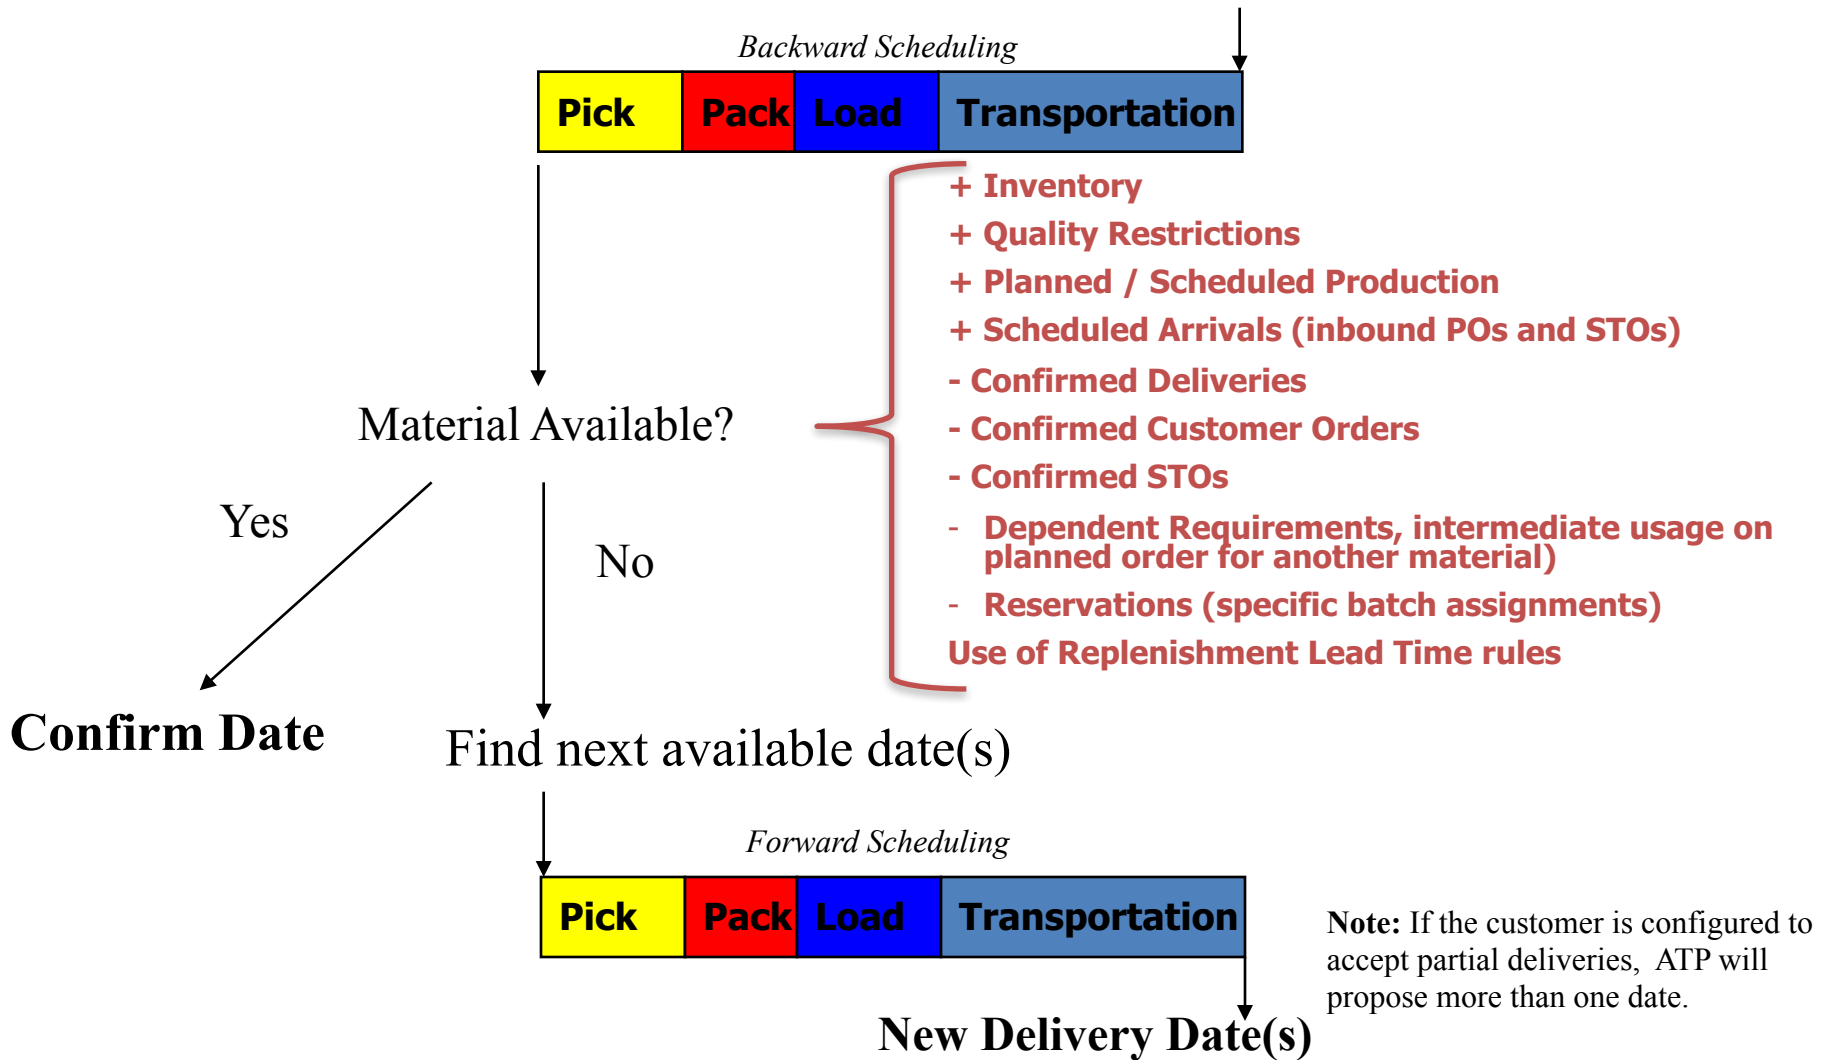 Backward Scheduling
Pick Pack Load Transportation
+ Inventory
+ Quality Restrictions
+ Planned / Scheduled Production
+ Scheduled Arrivals (inbound POs and STOs)
- Confirmed Deliveries
- Confirmed Customer Orders
- Confirmed STOs
- Dependent Requirements, intermediate usage on
planned order for another material)
- Reservations (specific batch assignments)
Use of Replenishment Lead Time rules
Material Available?
Yes
No
Confirm Date
Find next available date(s)
Forward Scheduling
Pick Pack Load Transportation
New Delivery Date(s)
Note: If the customer is configured to
accept partial deliveries, ATP will
propose more than one date.